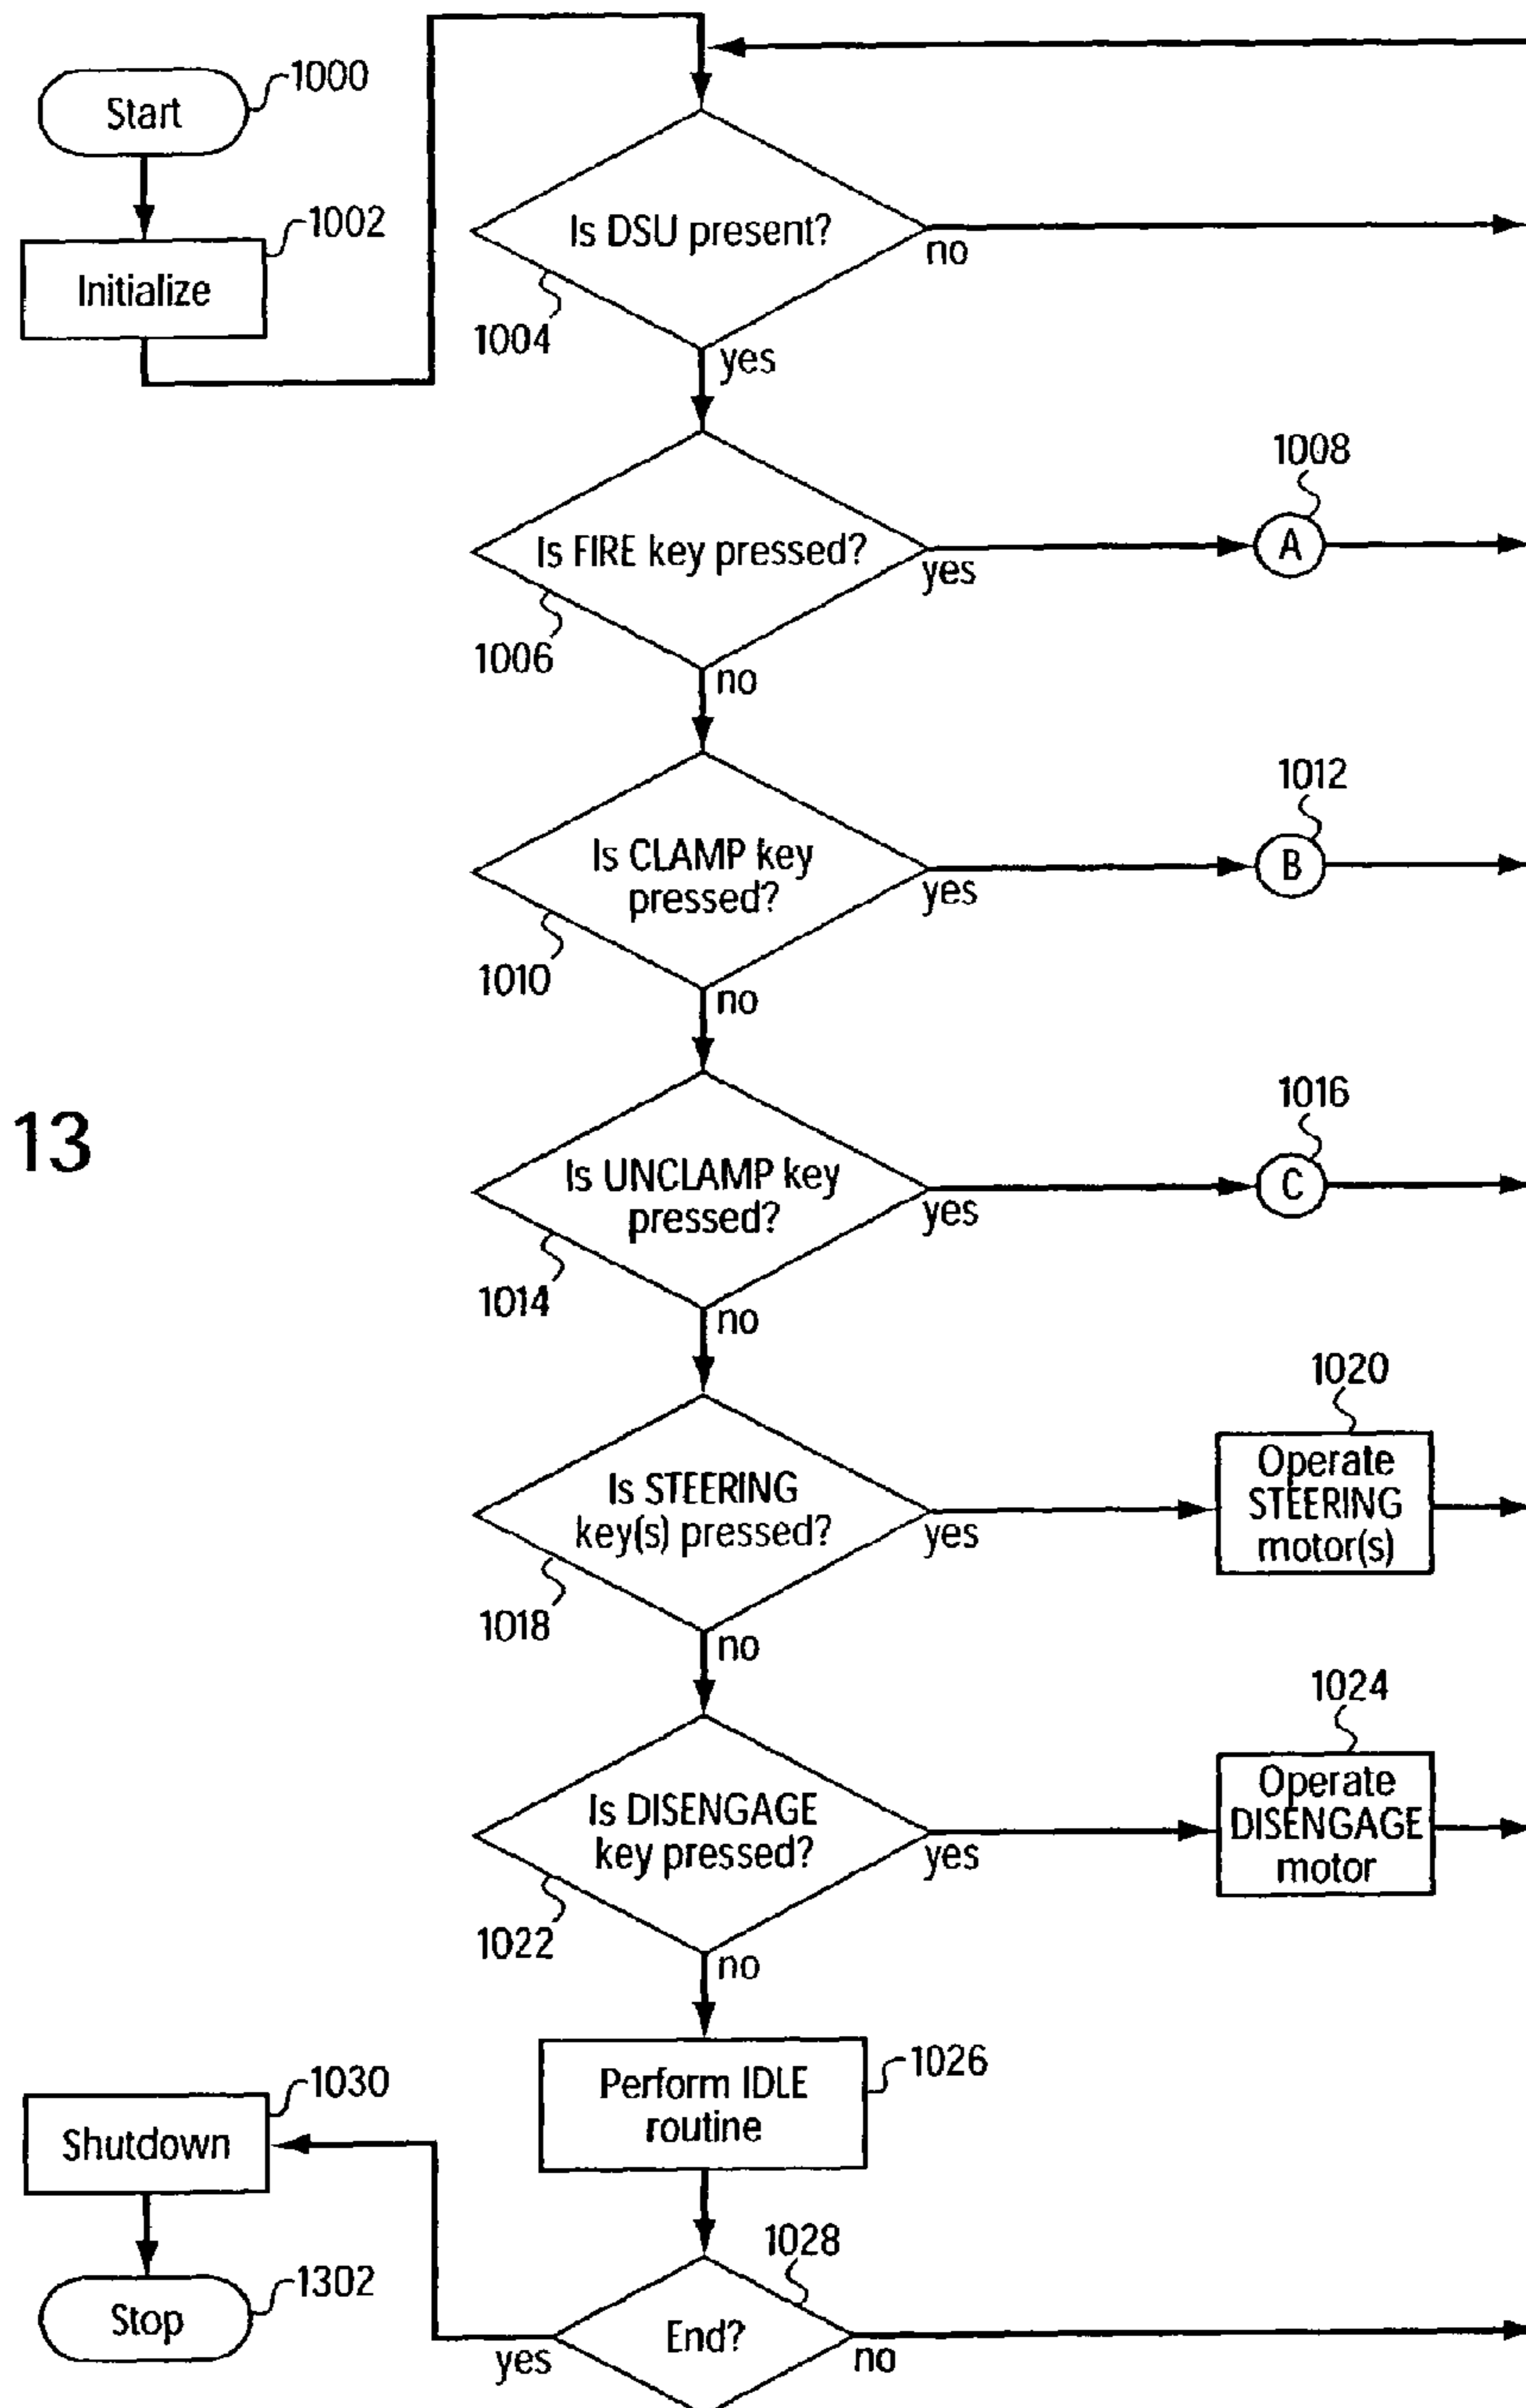 Start
1000
Initialize
1002
Is DSU present?
no
1004
yes
Is FIRE key pressed?
yes
1006
no
1008
A
Is CLAMP key
pressed?
yes
1010
no
1012
B
13
Is UNCLAMP key
pressed?
yes
1014
no
1016
C
Is STEERING
key(s) pressed?
yes
1018
no
1020
Operate
STEERING
motor(s)
Is DISENGAGE
key pressed?
yes
1022
no
1024
Operate
DISENGAGE
motor
Perform IDLE
routine
1026
1028
End?
yes
no
1030
Shutdown
1302
Stop